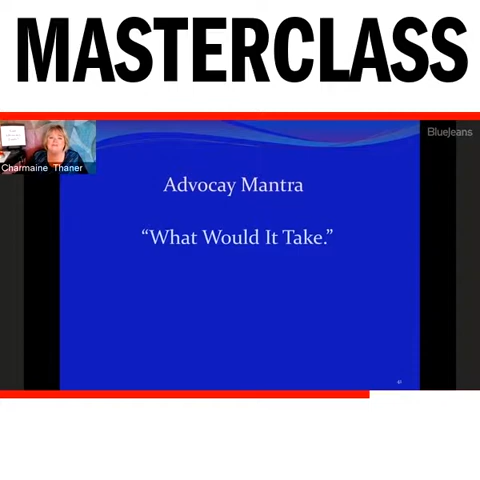 MASTERCLASS
BlueJeans
Charmaine Thaner
Advocay Mantra
“What Would It Take.”